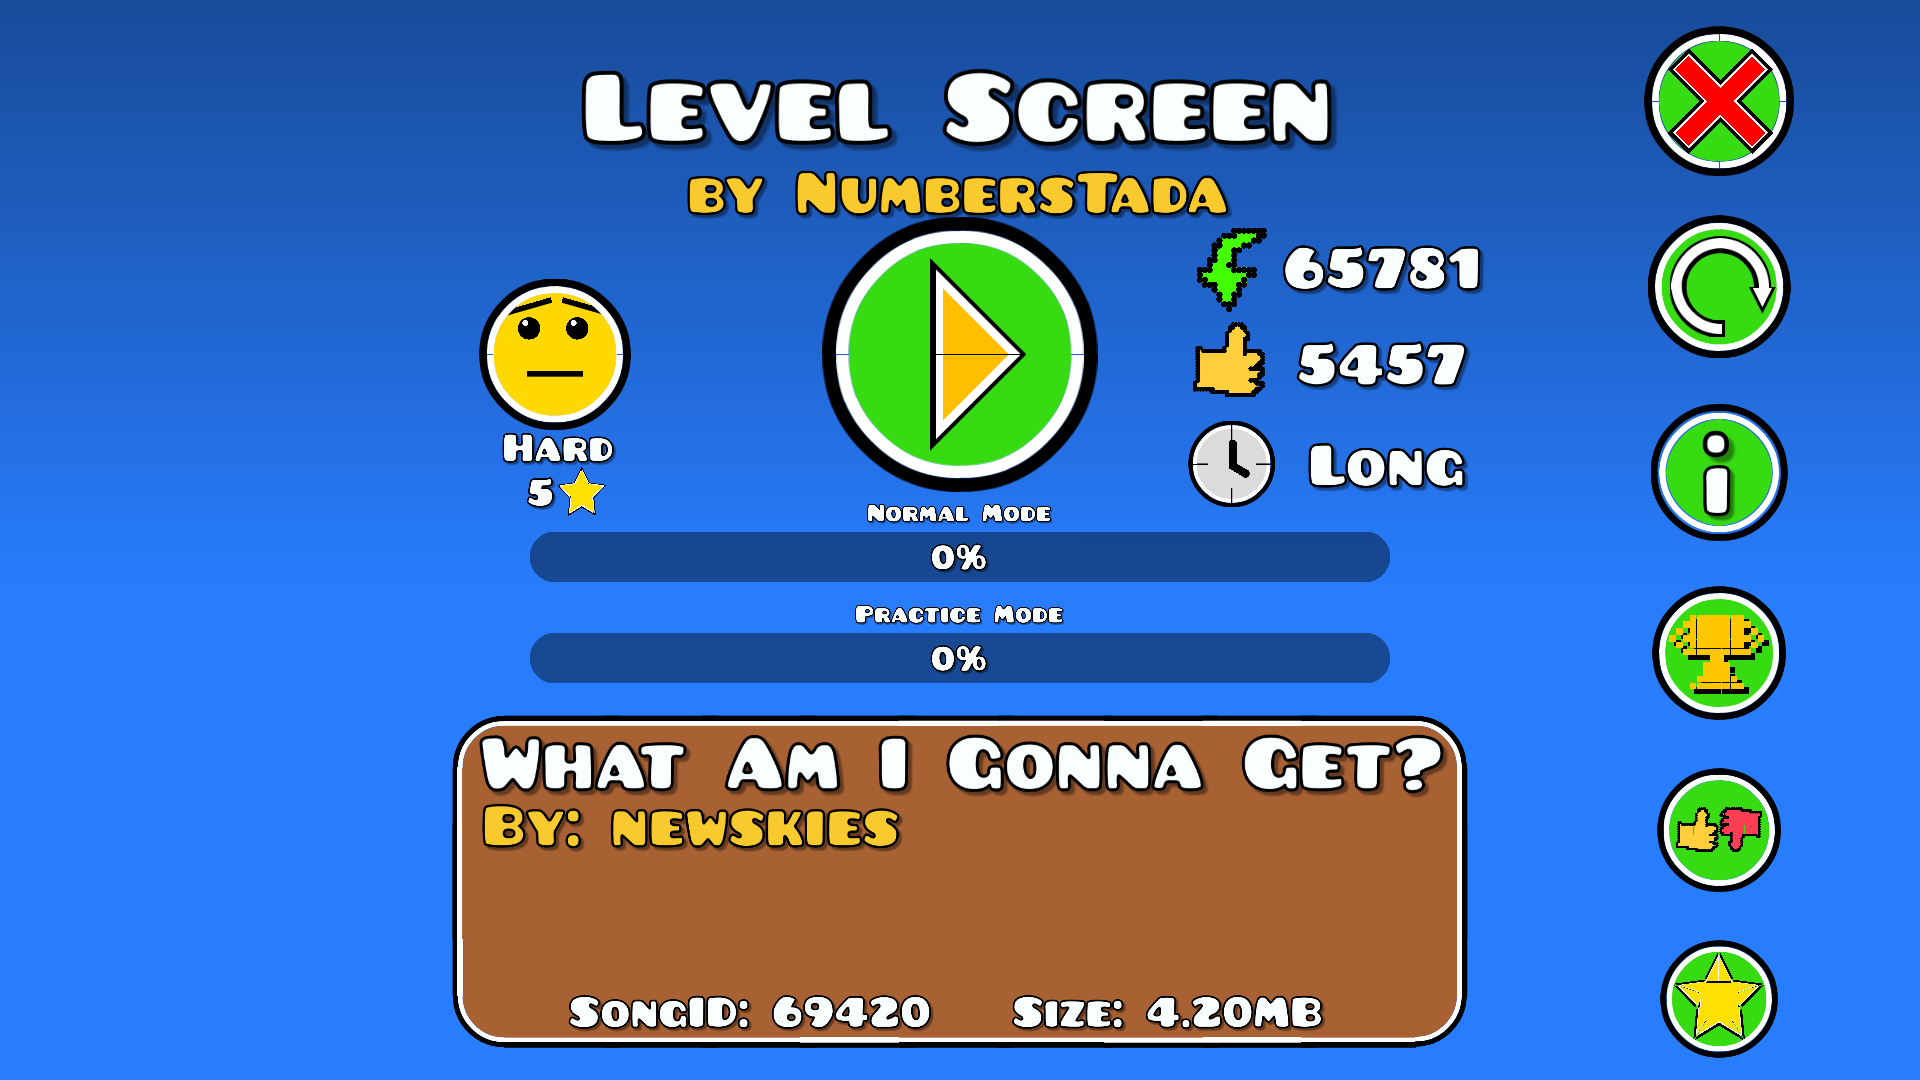 Level Screen
by NumbersTada
65781
5457
Long
Hard
5
Normal Mode
0%
Practice Mode
0%
What Am I Gonna Get?
By: newskies
SongID: 69420 Size: 4.20MB